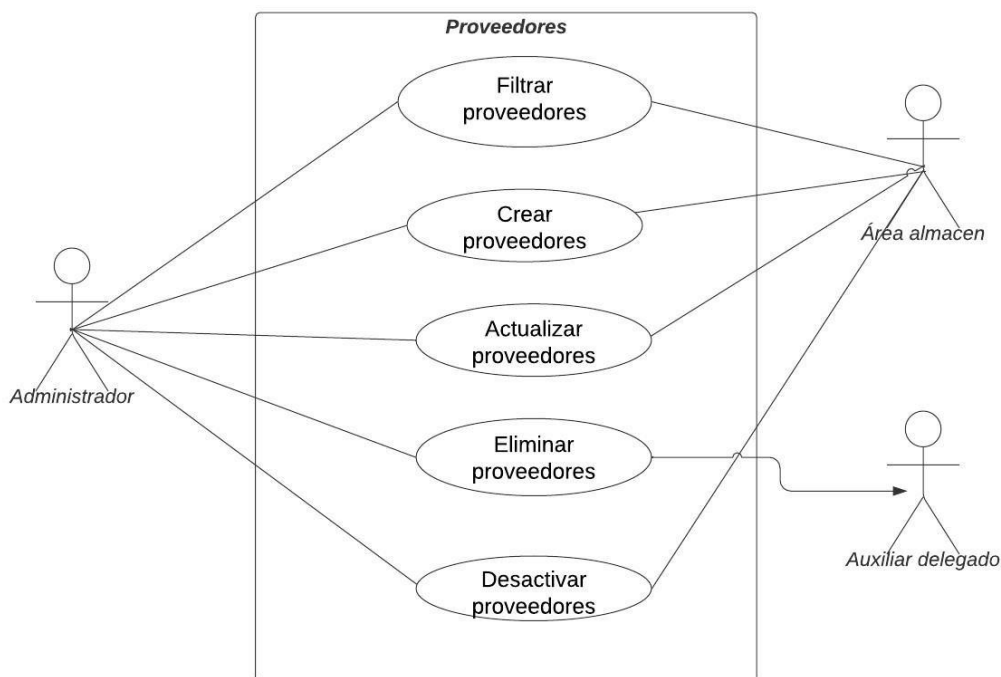 Proveedores
Filtrar
proveedores
Crear
proveedores
Área almacen
Actualizar
proveedores
Administrador
Eliminar
proveedores
Auxiliar delegado
Desactivar
proveedores